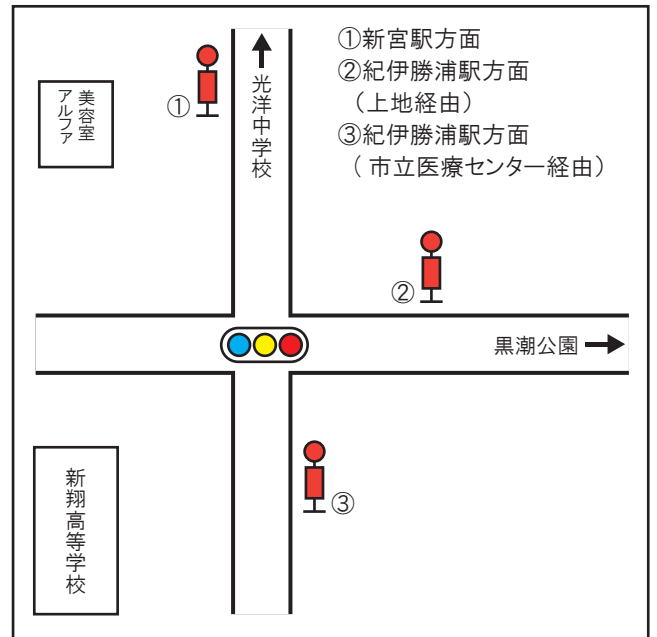 ①新宮駅方面
②紀伊勝浦駅方面
（上地経由）
③紀伊勝浦駅方面
（市立医療センター経由）
①
光洋中学校
美容室
アルファ
②
黒潮公園
③
新翔高等学校